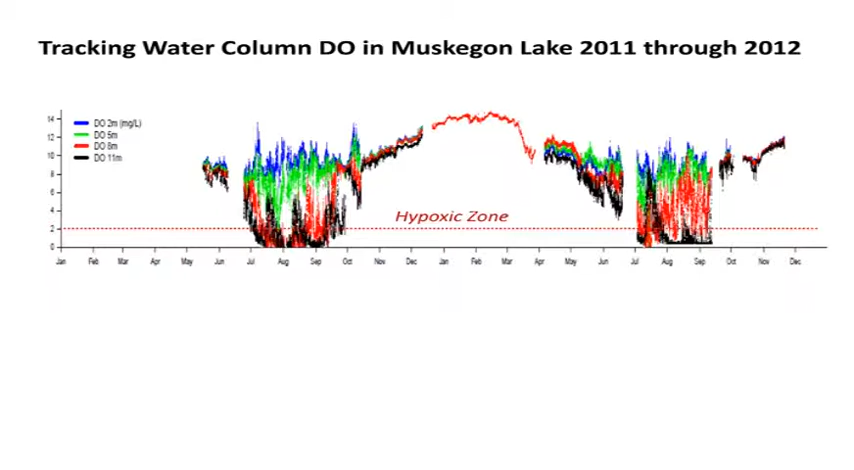 Tracking Water Column DO in Muskegon Lake 2011 through 2012
14
12
10
8
6
4
2
0
DO 2m (mg/L)
DO 5m
DO 8m
DO 11m
Hypoxic Zone
Jan Feb Mar Apr May Jun Jul Aug Sep Oct Nov Dec Jan Feb Mar Apr May Jun Jul Aug Sep Oct Nov Dec